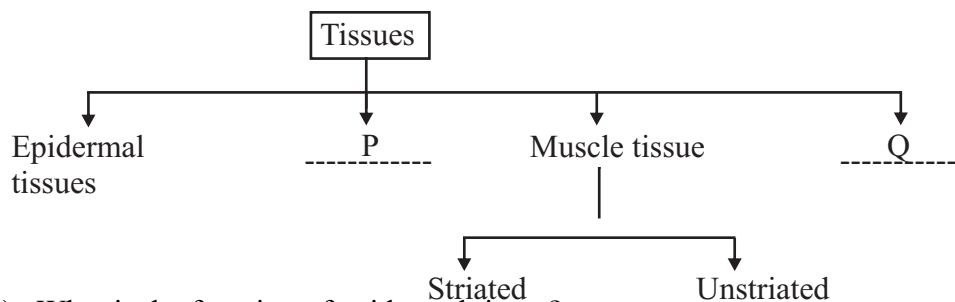 Tissues
Epidermal tissues
P
Muscle tissue
Q
Striated
Unstriated